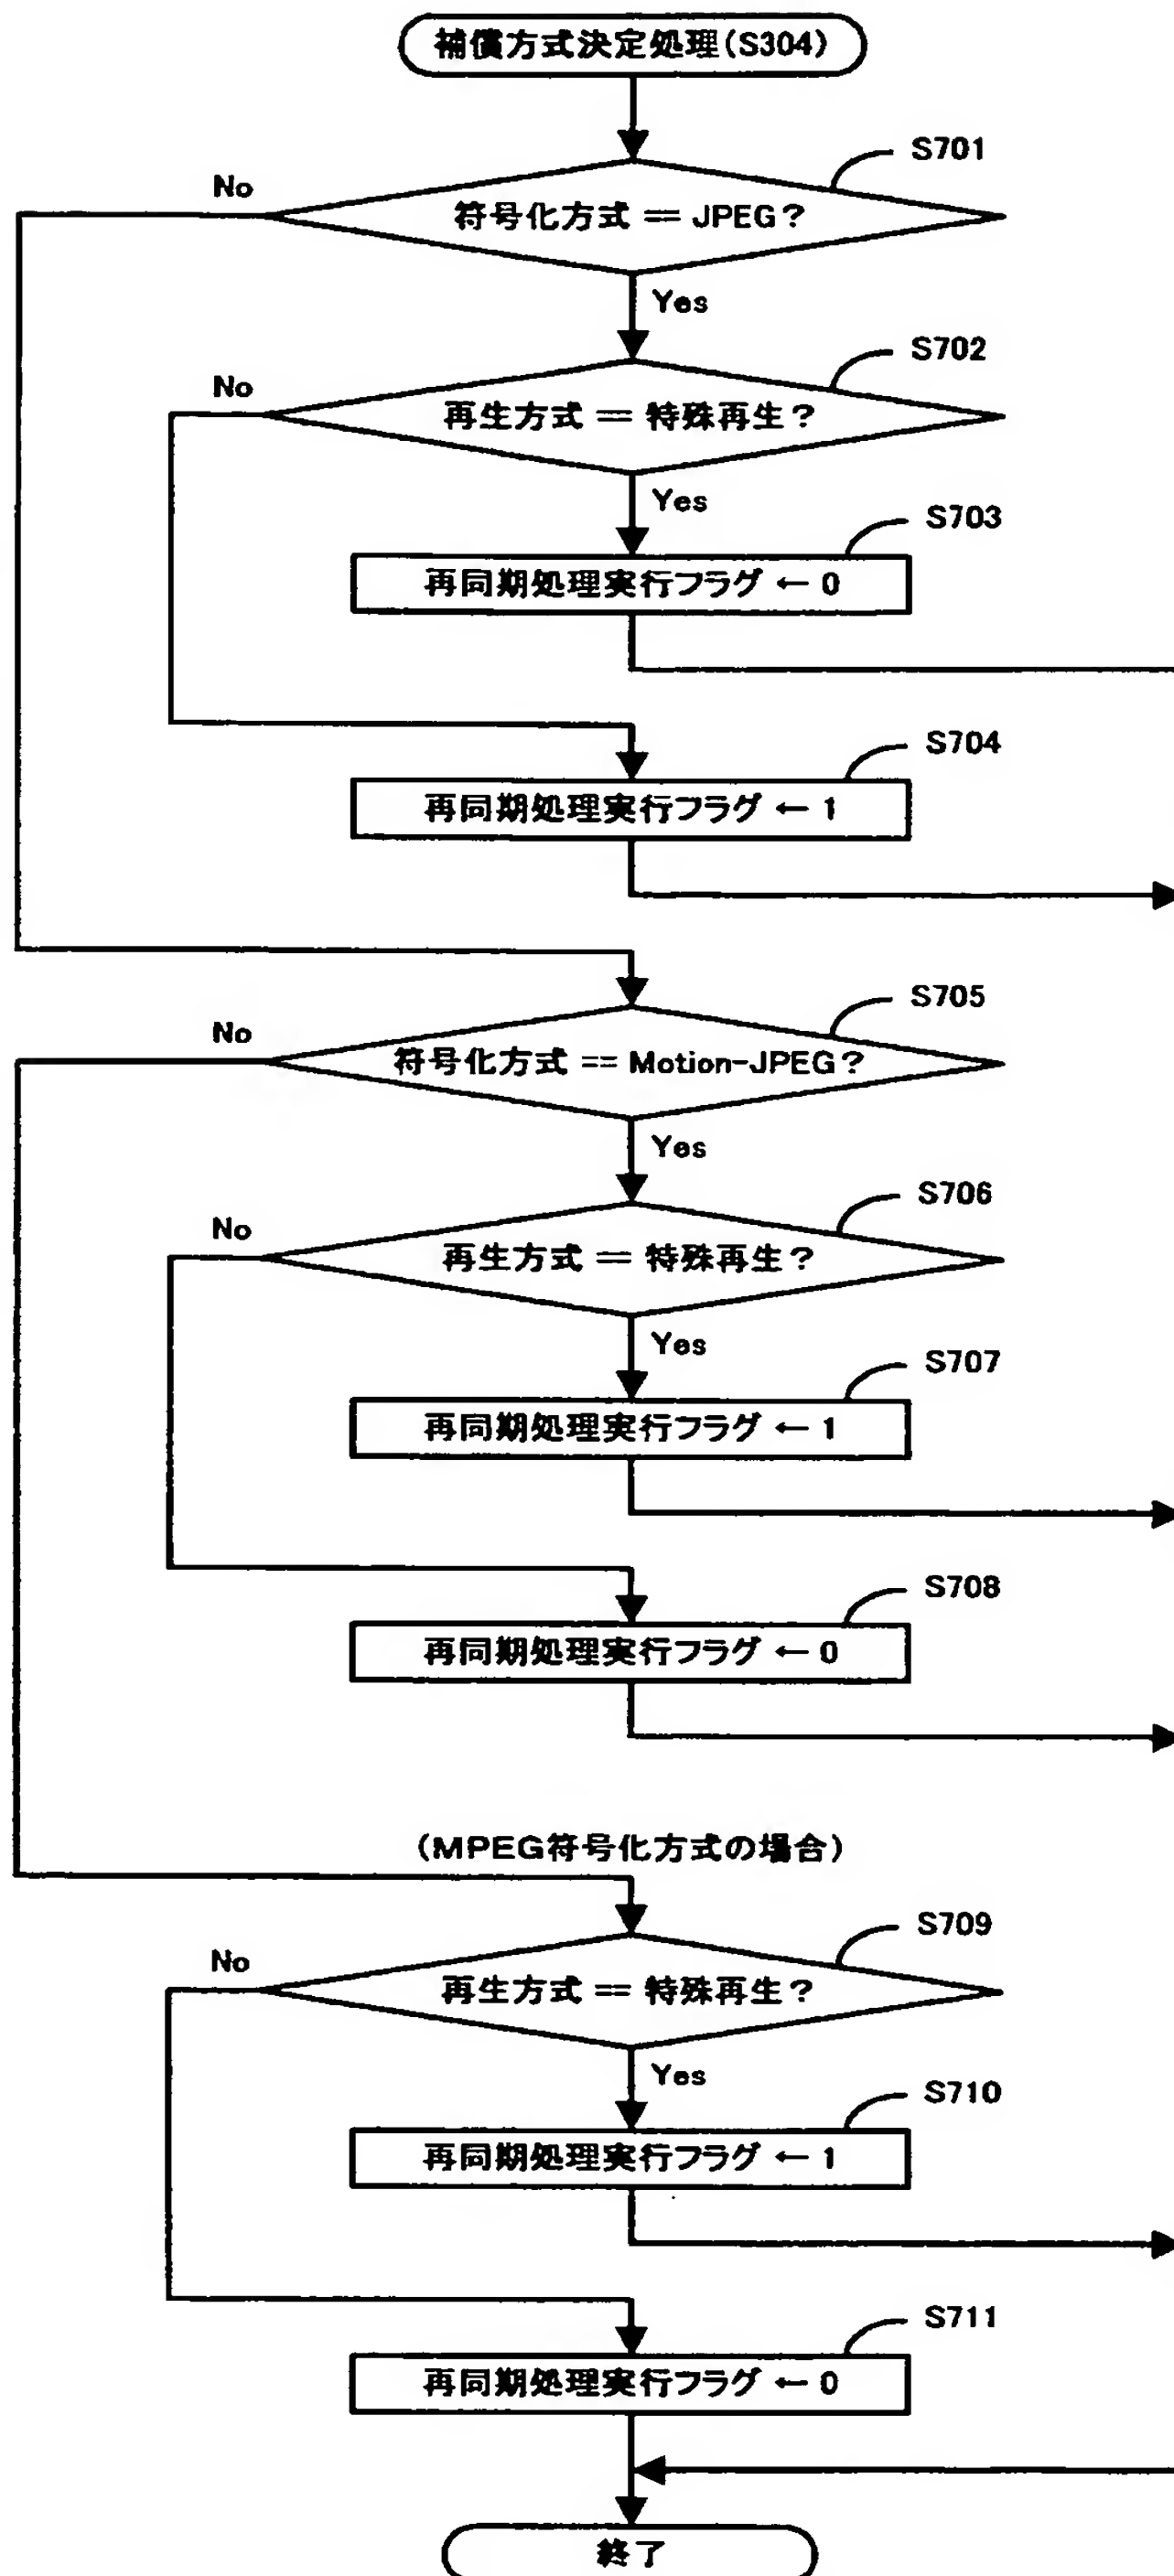 補償方式決定処理(S304)
S701
No
符号化方式 == JPEG?
Yes
S702
No
再生方式 == 特殊再生?
Yes
S703
再同期処理実行フラグ ← 0
S704
再同期処理実行フラグ ← 1
S705
No
符号化方式 == Motion-JPEG?
Yes
S706
No
再生方式 == 特殊再生?
Yes
S707
再同期処理実行フラグ ← 1
S708
再同期処理実行フラグ ← 0
(MPEG符号化方式の場合)
S709
No
再生方式 == 特殊再生?
Yes
S710
再同期処理実行フラグ ← 1
S711
再同期処理実行フラグ ← 0
終了